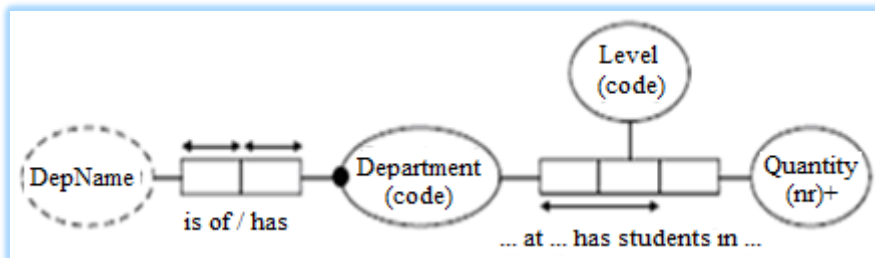 Level
(code)
DepName
Department
(code)
Quantity
(nr)+
is of / has
... at ... has students in ...